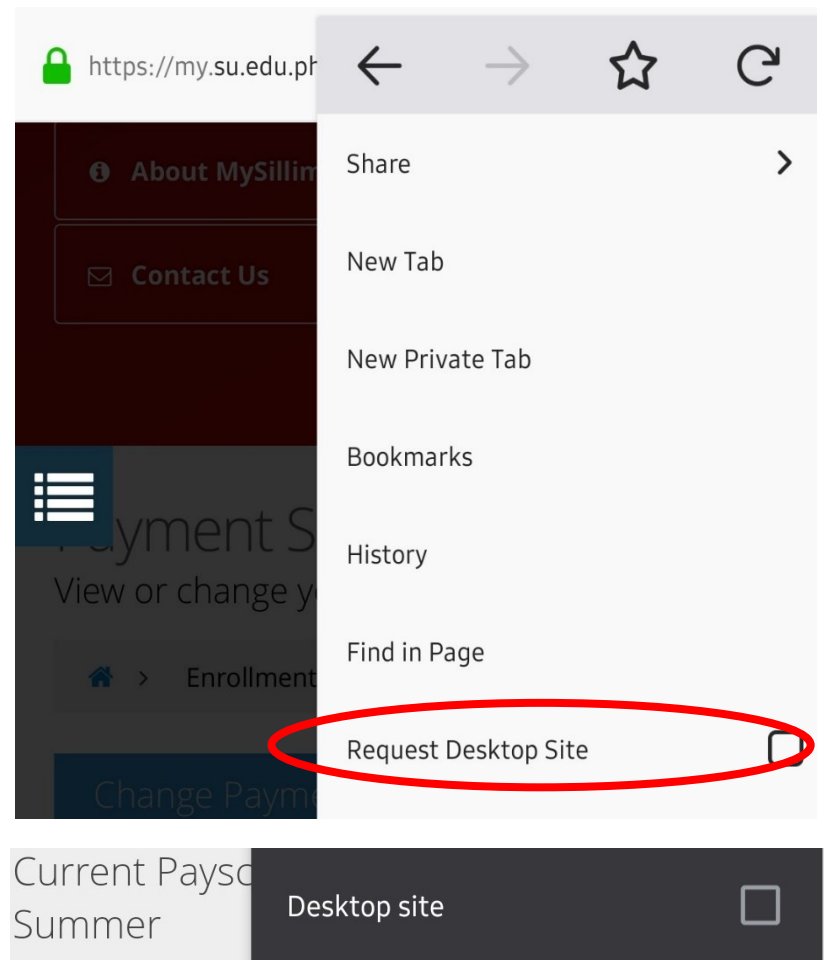 https://my.su.edu.ph
About MySillim
Share
New Tab
Contact Us
New Private Tab
Bookmarks
Payment S
History
View or change y
Find in Page
> Enrollment
Request Desktop Site
Change Payme
Current Paysc
Desktop site
Summer